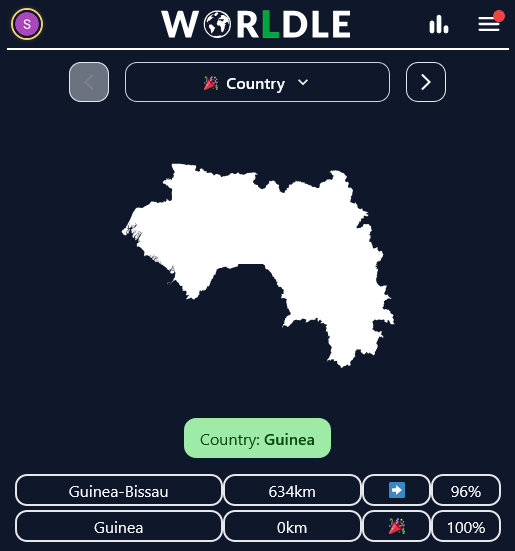 S
WORLDLE
🎉 Country
Country: Guinea
Guinea-Bissau 634km ➡️ 96%
Guinea 0km 🎉 100%